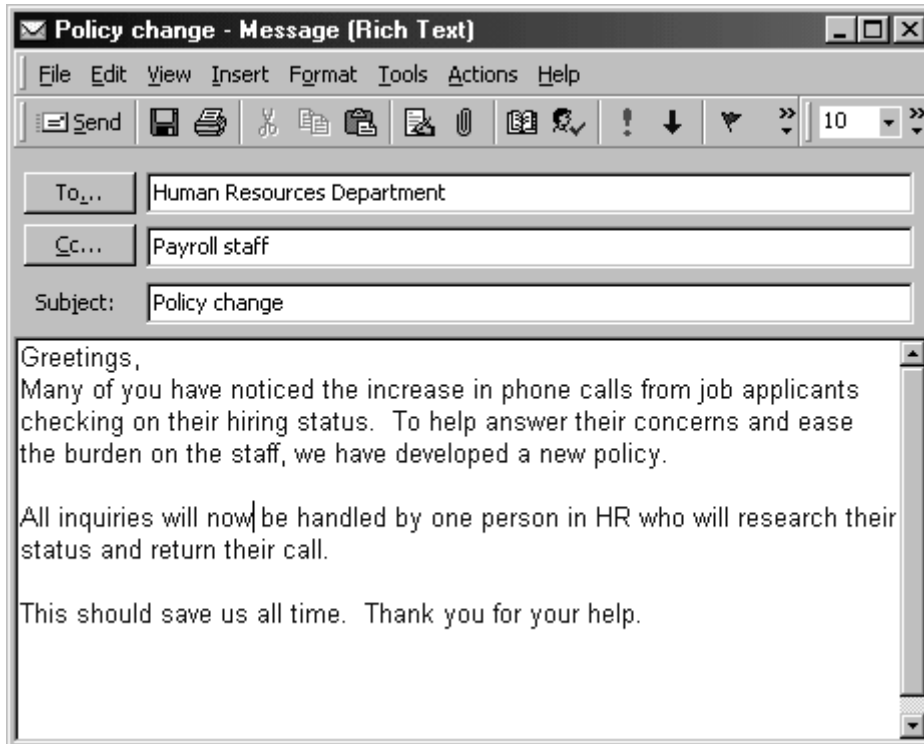 Policy change - Message (Rich Text)
File Edit View Insert Format Tools Actions Help
Send 10
To... Human Resources Department
Cc... Payroll staff
Subject: Policy change
Greetings,
Many of you have noticed the increase in phone calls from job applicants
checking on their hiring status.  To help answer their concerns and ease
the burden on the staff, we have developed a new policy.
All inquiries will now be handled by one person in HR who will research their
status and return their call.
This should save us all time.  Thank you for your help.